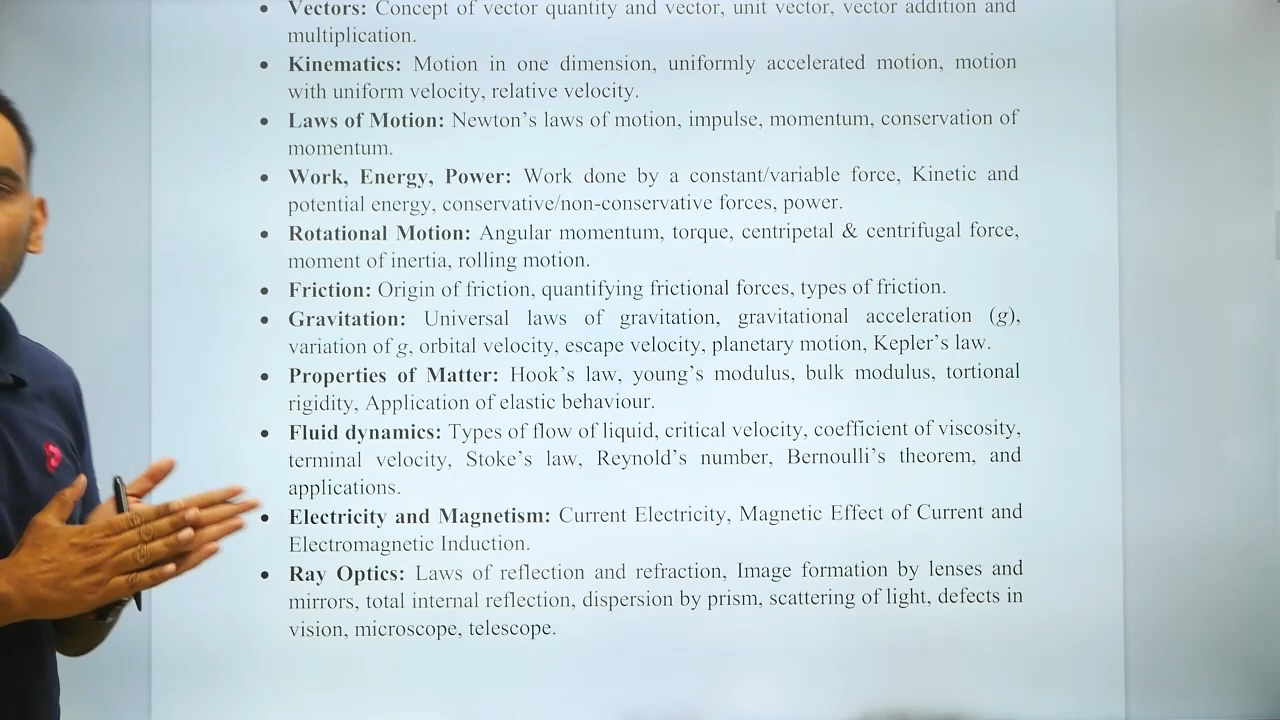 • Vectors: Concept of vector quantity and vector, unit vector, vector addition and
multiplication.
• Kinematics: Motion in one dimension, uniformly accelerated motion, motion
with uniform velocity, relative velocity.
• Laws of Motion: Newton's laws of motion, impulse, momentum, conservation of
momentum.
• Work, Energy, Power: Work done by a constant/variable force, Kinetic and
potential energy, conservative/non-conservative forces, power.
• Rotational Motion: Angular momentum, torque, centripetal & centrifugal force,
moment of inertia, rolling motion.
• Friction: Origin of friction, quantifying frictional forces, types of friction.
• Gravitation: Universal laws of gravitation, gravitational acceleration (g),
variation of g, orbital velocity, escape velocity, planetary motion, Kepler's law.
• Properties of Matter: Hook's law, young's modulus, bulk modulus, tortional
rigidity, Application of elastic behaviour.
• Fluid dynamics: Types of flow of liquid, critical velocity, coefficient of viscosity,
terminal velocity, Stoke's law, Reynold's number, Bernoulli's theorem, and
applications.
• Electricity and Magnetism: Current Electricity, Magnetic Effect of Current and
Electromagnetic Induction.
• Ray Optics: Laws of reflection and refraction, Image formation by lenses and
mirrors, total internal reflection, dispersion by prism, scattering of light, defects in
vision, microscope, telescope.